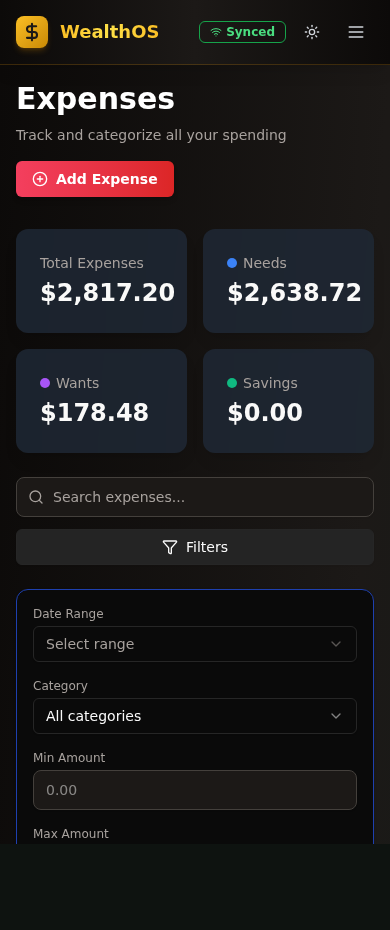 $ WealthOS Synced
Expenses
Track and categorize all your spending
Add Expense
Total Expenses
$2,817.20
Needs
$2,638.72
Wants
$178.48
Savings
$0.00
Search expenses...
Filters
Date Range
Select range
Category
All categories
Min Amount
0.00
Max Amount